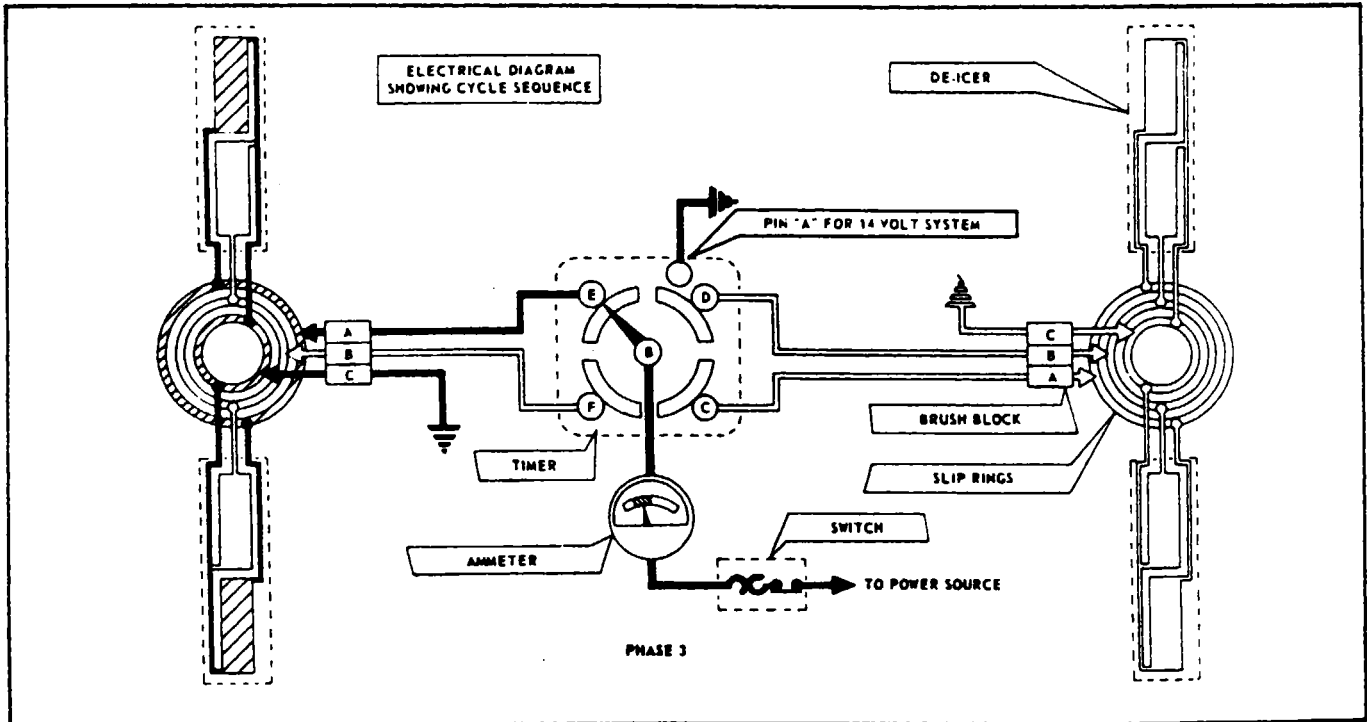 ELECTRICAL DIAGRAM
SHOWING CYCLE SEQUENCE
DE-ICER
PIN "A" FOR 14 VOLT SYSTEM
E
D
A
B
C
B
C
B
A
F
C
BRUSH BLOCK
TIMER
SLIP RINGS
SWITCH
AMMETER
TO POWER SOURCE
PHASE 3